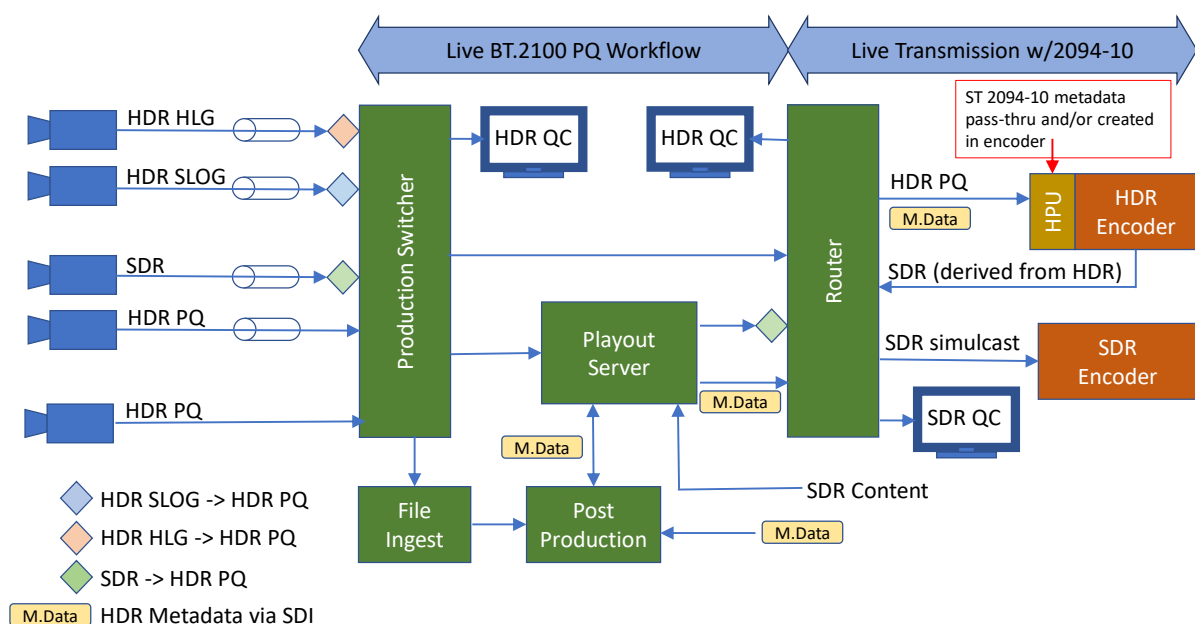 Live BT.2100 PQ Workflow
Live Transmission w/2094-10
ST 2094-10 metadata
pass-thru and/or created
in encoder
HDR HLG
HDR SLOG
SDR
HDR PQ
HDR PQ
Production Switcher
HDR QC
HDR QC
Router
HDR PQ
M.Data
HPU
HDR
Encoder
SDR (derived from HDR)
Playout
Server
M.Data
SDR simulcast
SDR
Encoder
SDR QC
M.Data
SDR Content
File
Ingest
Post
Production
M.Data
HDR SLOG -> HDR PQ
HDR HLG -> HDR PQ
SDR -> HDR PQ
M.Data
HDR Metadata via SDI